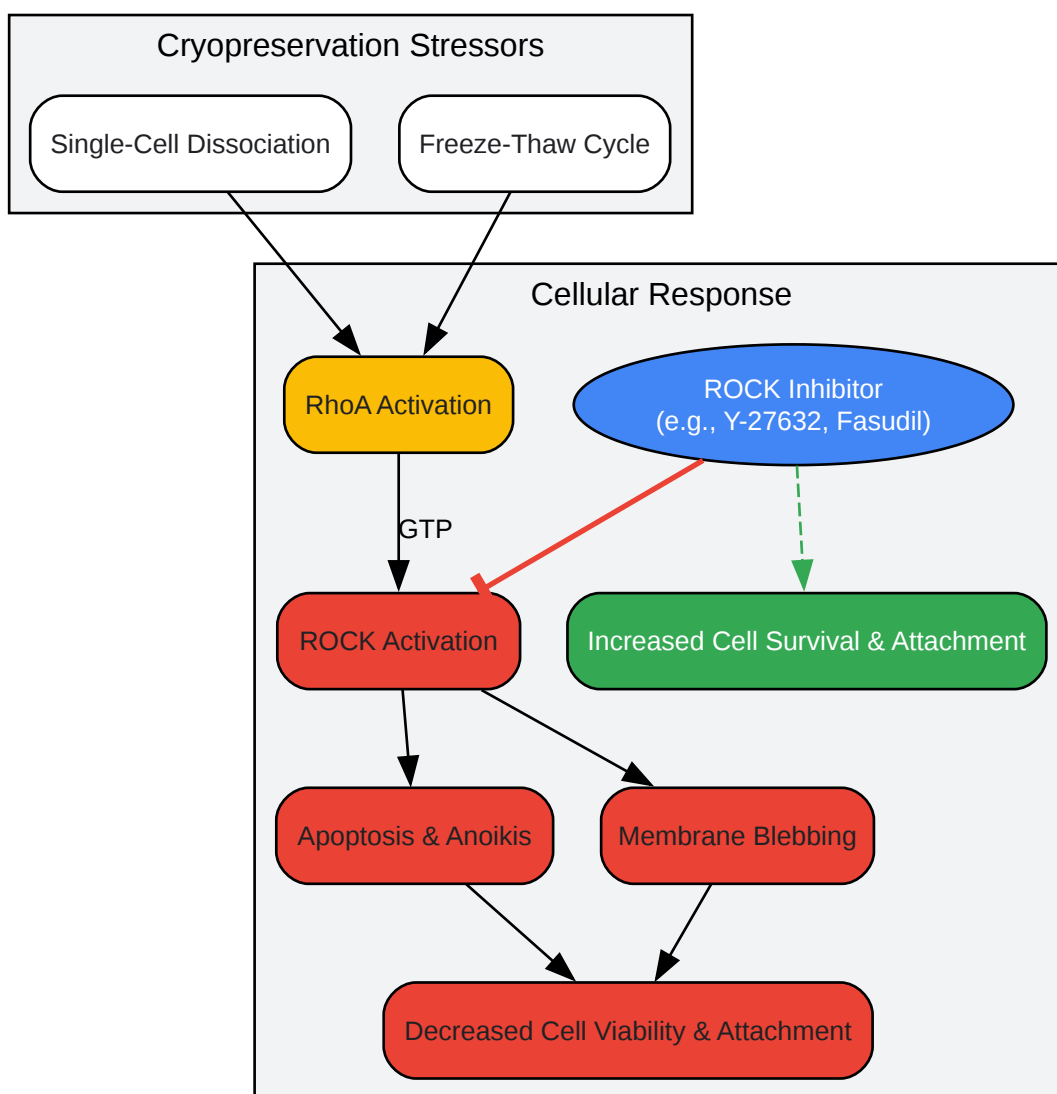 Cryopreservation Stressors
Single-Cell Dissociation
Freeze-Thaw Cycle
Cellular Response
RhoA Activation
ROCK Inhibitor
(e.g., Y-27632, Fasudil)
GTP
ROCK Activation
Increased Cell Survival & Attachment
Apoptosis & Anoikis
Membrane Blebbing
Decreased Cell Viability & Attachment